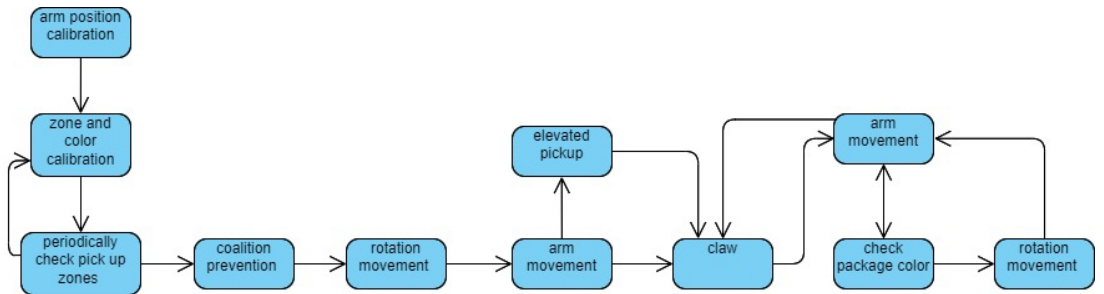 arm position
calibration
zone and
color
calibration
periodically
check pick up
zones
coalition
prevention
rotation
movement
arm
movement
elevated
pickup
claw
arm
movement
check
package color
rotation
movement